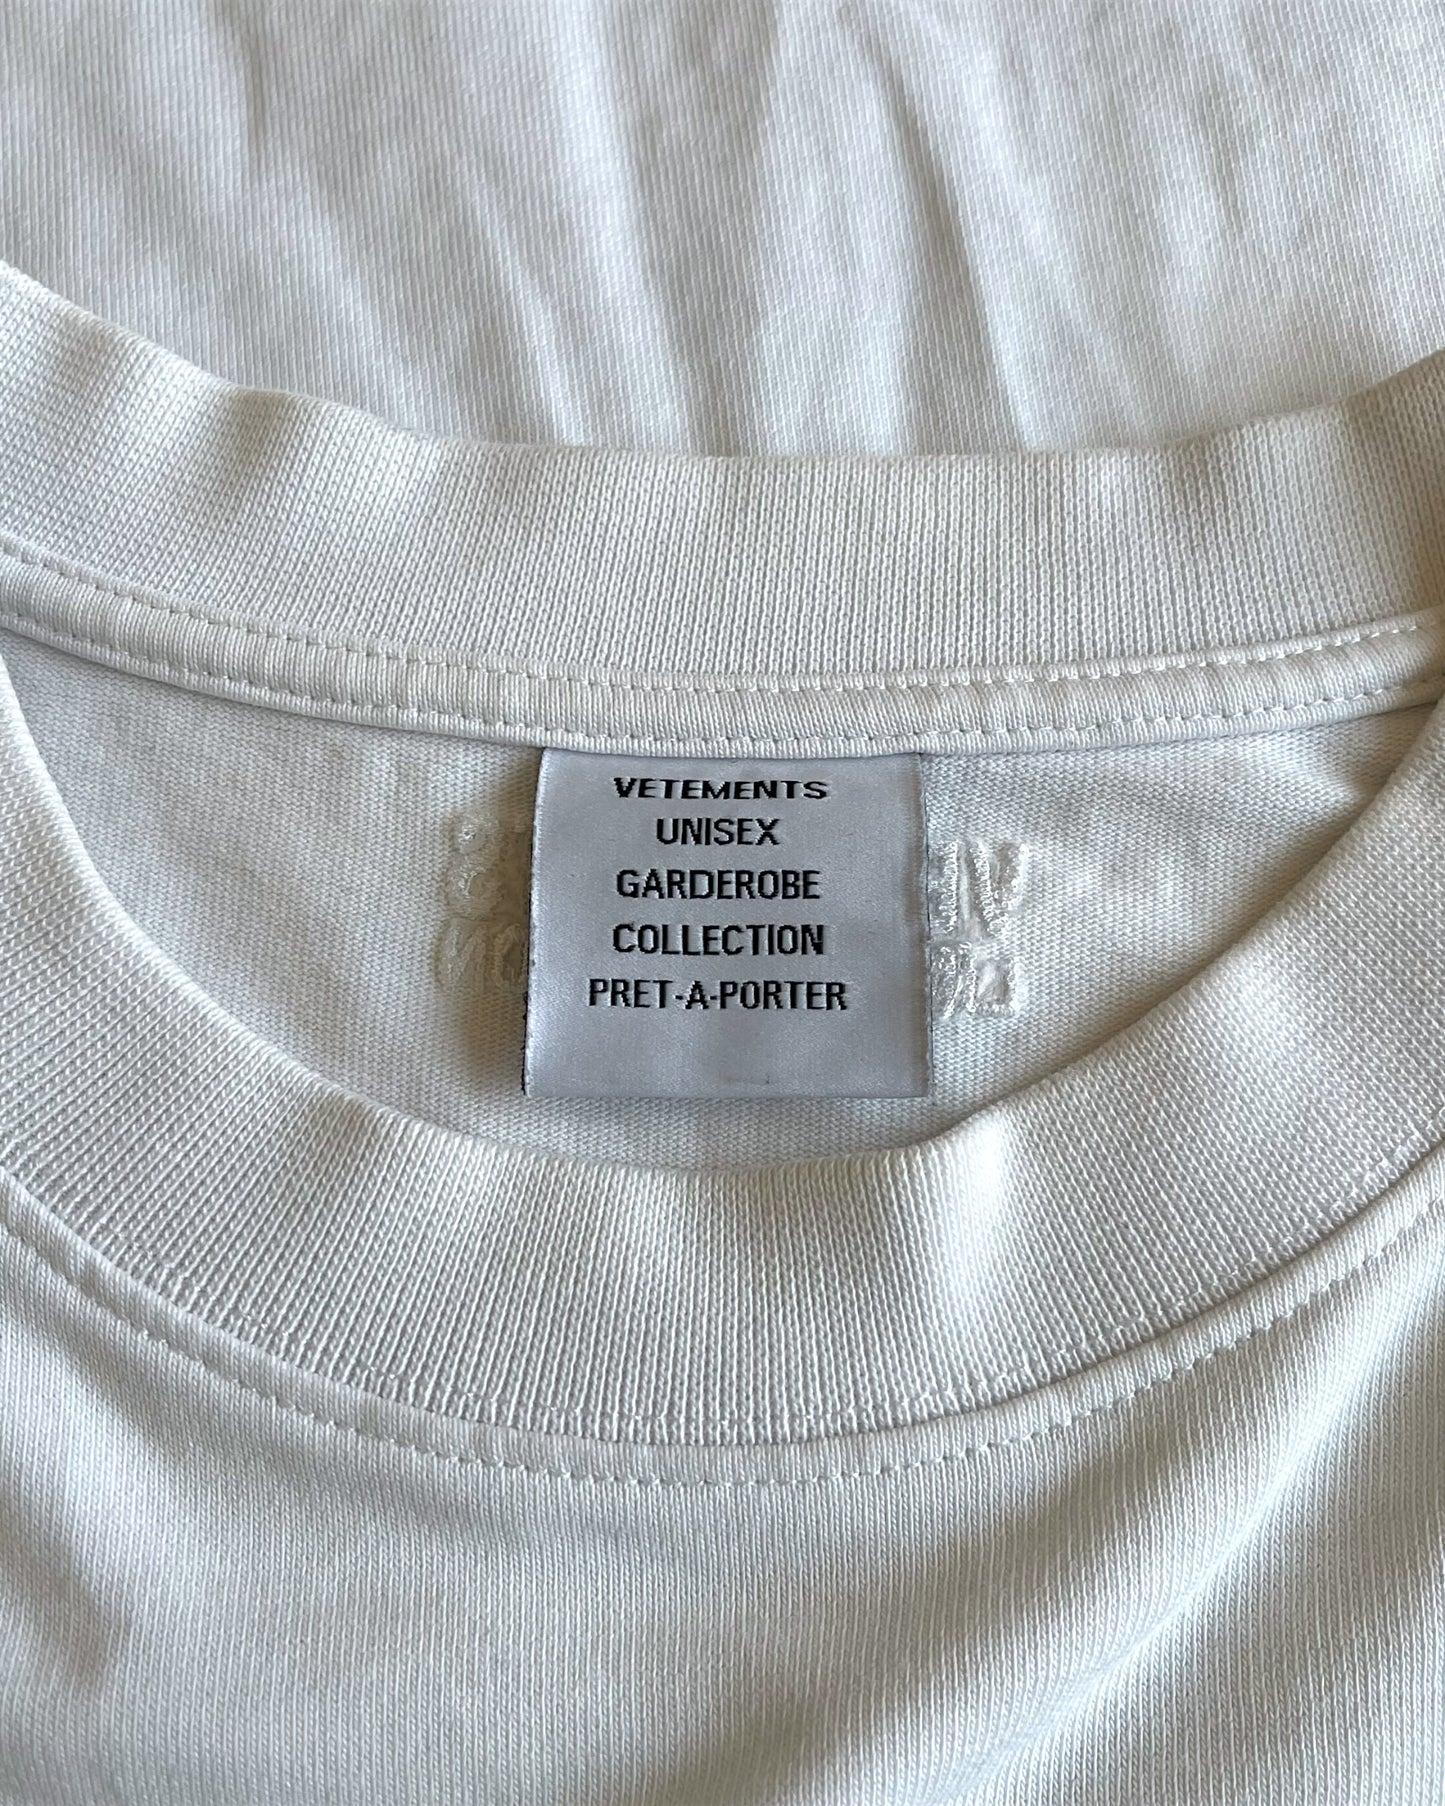 VETEMENTS
UNISEX
GARDEROBE
COLLECTION
PRET-A-PORTER